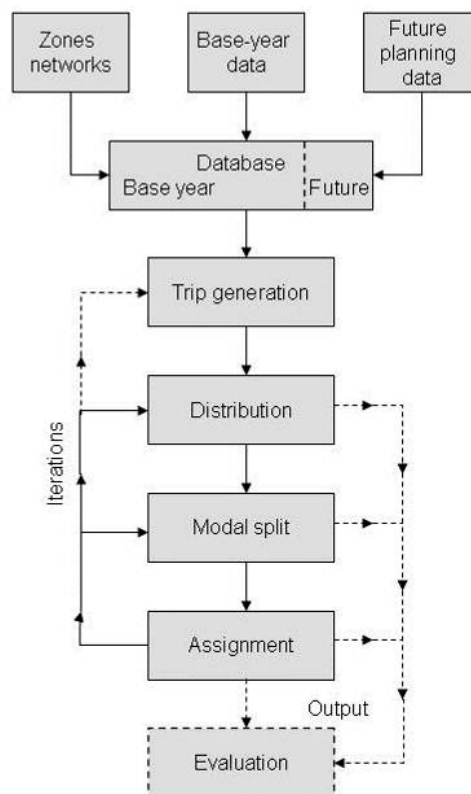 Zones
networks
Base-year
data
Future
planning
data
Database
Base year
Future
Trip generation
Distribution
Iterations
Modal split
Assignment
Output
Evaluation